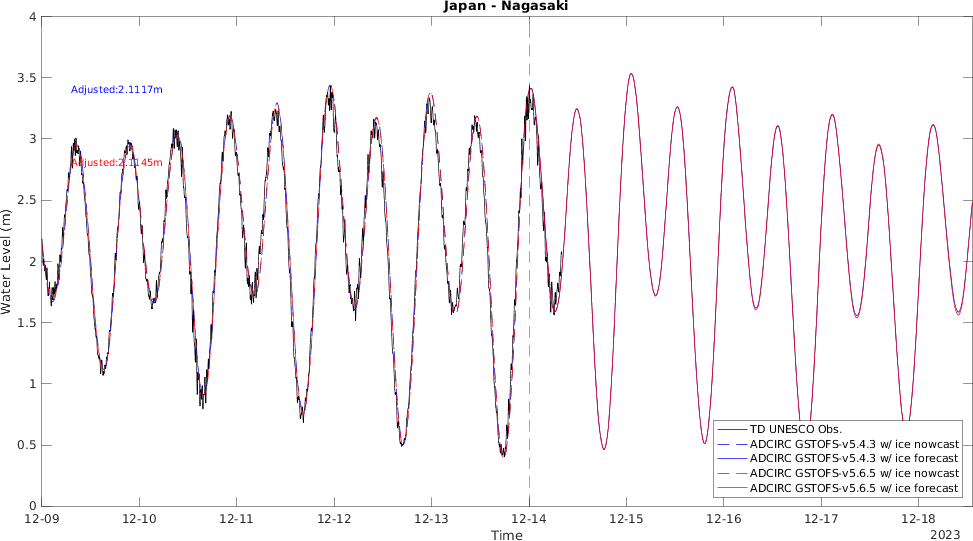 Japan - Nagasaki
4
3.5
3
2.5
2
1.5
1
0.5
0
Water Level (m)
Adjusted:2.1117m
Adjusted:2.1145m
TD UNESCO Obs.
ADCIRC GSTOFS-v5.4.3 w/ ice nowcast
ADCIRC GSTOFS-v5.4.3 w/ ice forecast
ADCIRC GSTOFS-v5.6.5 w/ ice nowcast
ADCIRC GSTOFS-v5.6.5 w/ ice forecast
12-09 12-10 12-11 12-12 12-13 12-14 12-15 12-16 12-17 12-18
Time
2023